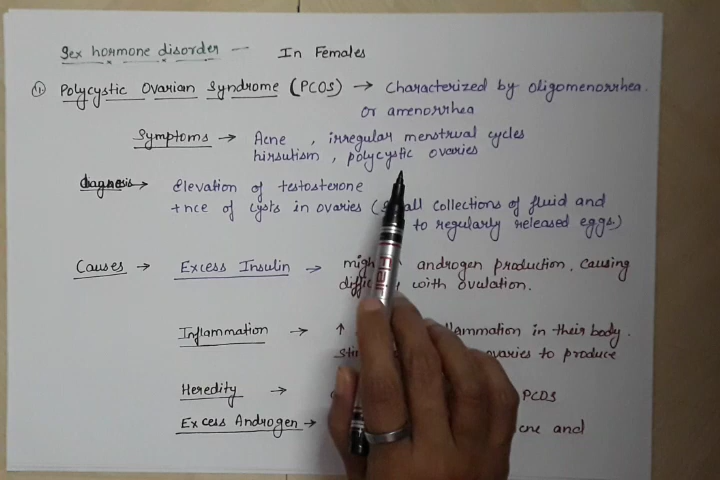 Sex hormone disorder — In Females
① Polycystic Ovarian Syndrome (PCOS) → Characterized by oligomenorrhea.
or amenorrhea
Symptoms → Acne , irregular menstrual cycles
hirsutism , polycystic ovaries
diagnosis → Elevation of testosterone
+nce of cysts in ovaries ( collections of fluid and
to regularly released eggs.)
Causes → Excess Insulin → androgen production, causing
with ovulation.
Inflammation → ↑ in their body.
ovaries to produce
Heredity → PCOS
Excess Androgen → and
Flair